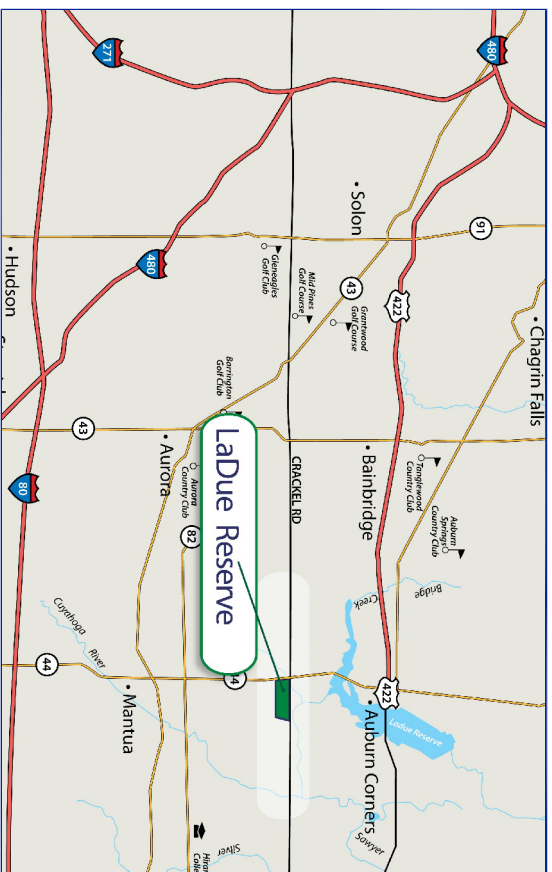 Chagrin Falls
480
91
Auburn
Springs
Country Club
Tanglewood
Country Club
Bridge
Creek
Ladue Reserve
422
422
Solon
Grantwood
Golf Course
43
Bainbridge
Auburn Corners
Sawyer
Mid Pines
Golf Course
CRACKEL RD
Gleneagles
Golf Club
Barrington
Golf Club
LaDue Reserve
4
Silver
271
480
Aurora
Aurora
Country Club
82
Mantua
43
Cuyahoga
River
44
80
Hudson